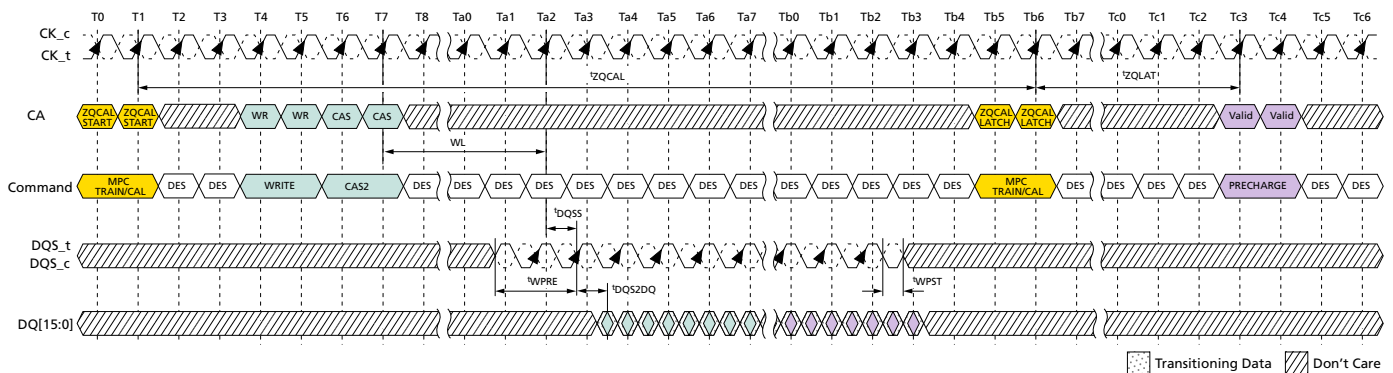 T0 T1 T2 T3 T4 T5 T6 T7 T8 Ta0 Ta1 Ta2 Ta3 Ta4 Ta5 Ta6 Ta7 Tb0 Tb1 Tb2 Tb3 Tb4 Tb5 Tb6 Tb7 Tc0 Tc1 Tc2 Tc3 Tc4 Tc5 Tc6
CK_c
CK_t
tZQCAL tZQLAT
CA ZQCAL START ZQCAL START WR WR CAS CAS ZQCAL LATCH ZQCAL LATCH Valid Valid
WL
Command MPC TRAIN/CAL DES DES WRITE CAS2 DES DES DES DES DES DES DES DES DES DES DES DES DES DES MPC TRAIN/CAL DES DES DES DES PRECHARGE DES DES
tDQSS
DQS_t
DQS_c
tWPRE tDQS2DQ tWPST
DQ[15:0]
Transitioning Data Don't Care